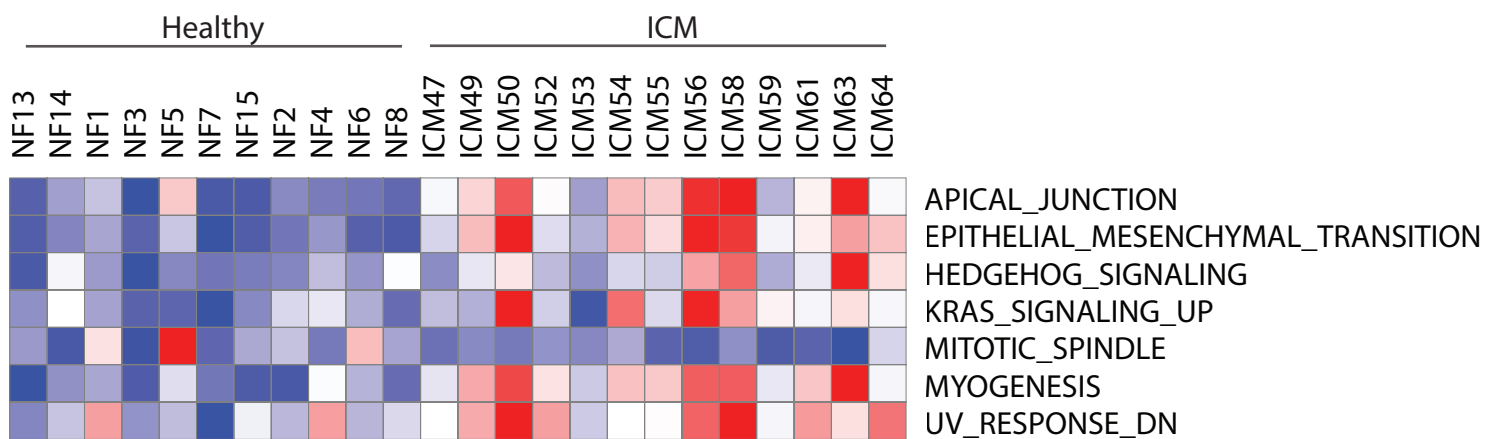 Healthy ICM
NF13 NF14 NF1 NF3 NF5 NF7 NF15 NF2 NF4 NF6 NF8 ICM47 ICM49 ICM50 ICM52 ICM53 ICM54 ICM55 ICM56 ICM58 ICM59 ICM61 ICM63 ICM64
APICAL_JUNCTION
EPITHELIAL_MESENCHYMAL_TRANSITION
HEDGEHOG_SIGNALING
KRAS_SIGNALING_UP
MITOTIC_SPINDLE
MYOGENESIS
UV_RESPONSE_DN